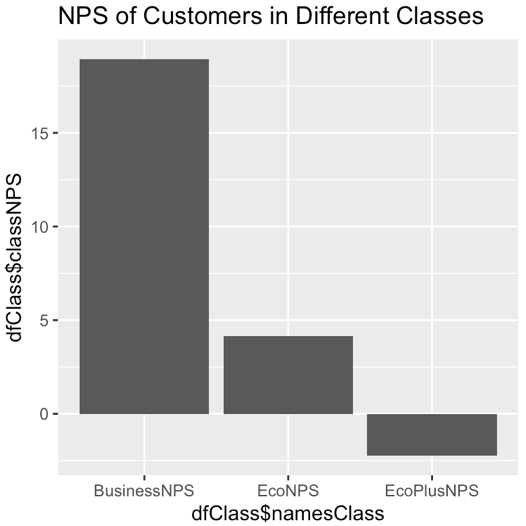 NPS of Customers in Different Classes
dfClass$classNPS
15
10
5
0
BusinessNPS EcoNPS EcoPlusNPS
dfClass$namesClass